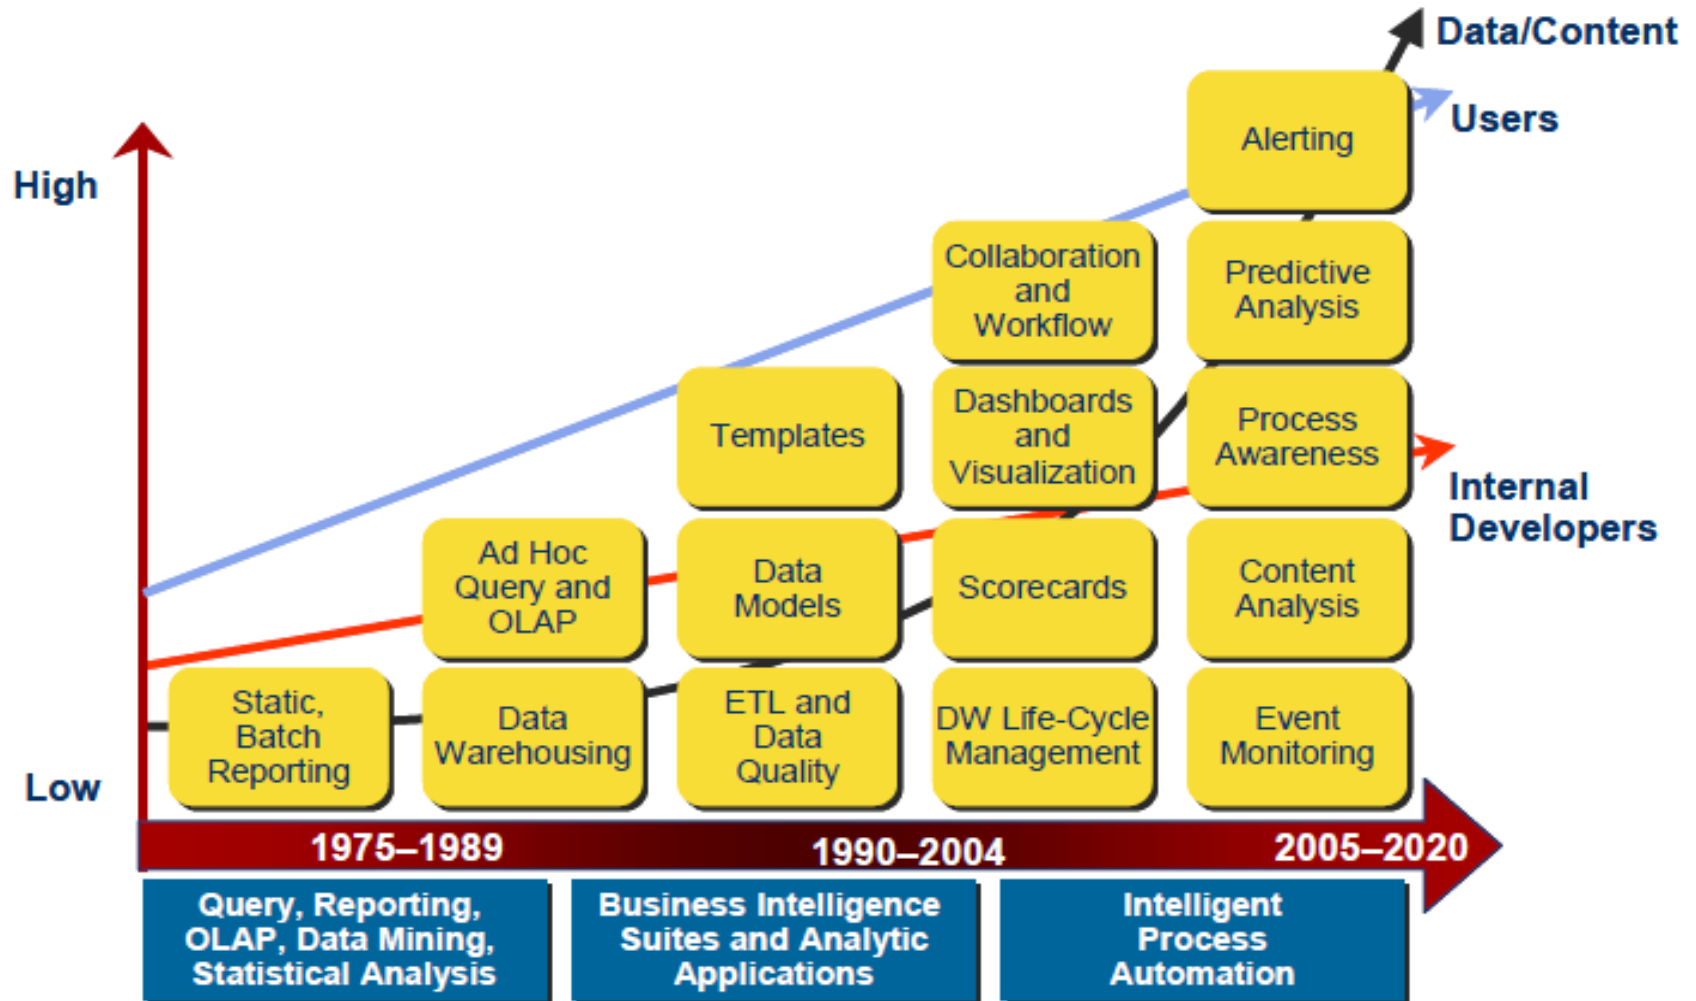 Data/Content
Users
High
Alerting
Collaboration
and
Workflow
Predictive
Analysis
Templates
Dashboards
and
Visualization
Process
Awareness
Internal
Developers
Ad Hoc
Query and
OLAP
Data
Models
Scorecards
Content
Analysis
Static,
Batch
Reporting
Data
Warehousing
ETL and
Data
Quality
DW Life-Cycle
Management
Event
Monitoring
Low
1975–1989
1990–2004
2005–2020
Query, Reporting,
OLAP, Data Mining,
Statistical Analysis
Business Intelligence
Suites and Analytic
Applications
Intelligent
Process
Automation